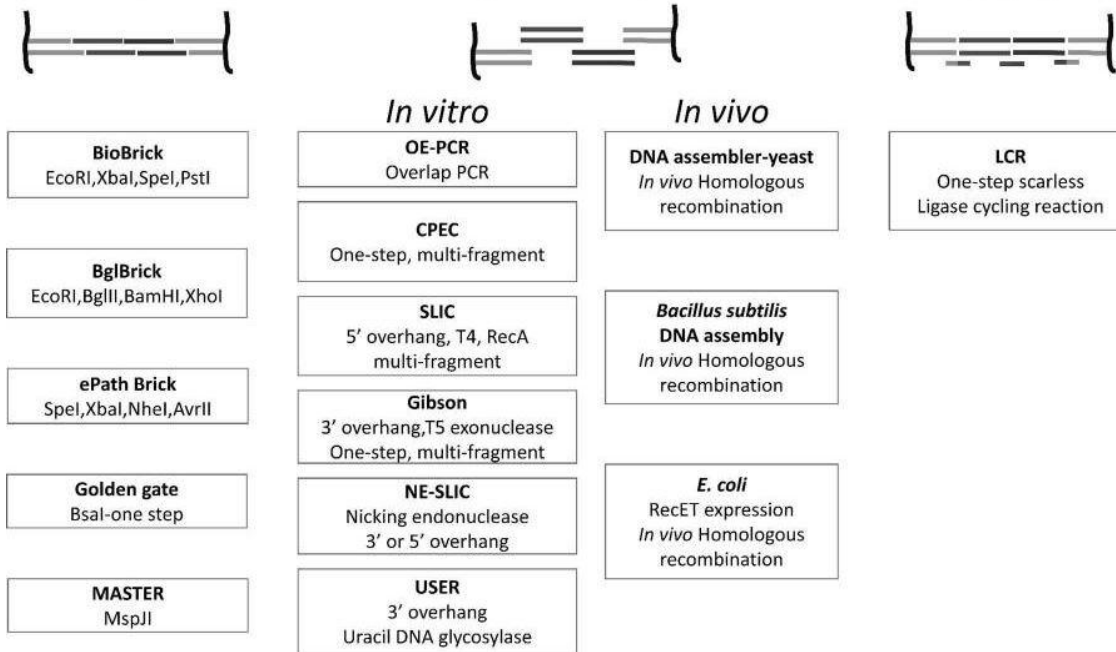 In vitro
In vivo
BioBrick
EcoRI,XbaI,SpeI,PstI
BglBrick
EcoRI,BglII,BamHI,XhoI
ePath Brick
SpeI,XbaI,NheI,AvrII
Golden gate
BsaI-one step
MASTER
MspJI
OE-PCR
Overlap PCR
CPEC
One-step, multi-fragment
SLIC
5’ overhang, T4, RecA
multi-fragment
Gibson
3’ overhang,T5 exonuclease
One-step, multi-fragment
NE-SLIC
Nicking endonuclease
3’ or 5’ overhang
USER
3’ overhang
Uracil DNA glycosylase
DNA assembler-yeast
In vivo Homologous
recombination
Bacillus subtilis
DNA assembly
In vivo Homologous
recombination
E. coli
RecET expression
In vivo Homologous
recombination
LCR
One-step scarless
Ligase cycling reaction